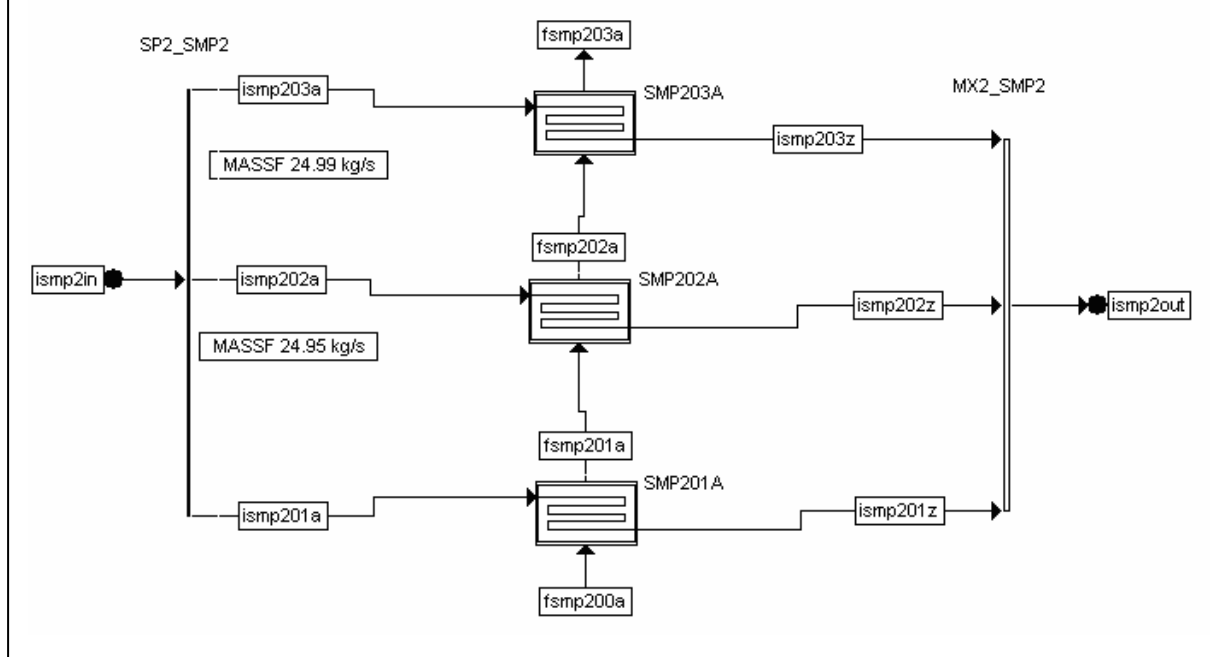 fsmp203a
SP2_SMP2
ismp203a
SMP203A
MX2_SMP2
ismp203z
MASSF 24.99 kg/s
fsmp202a
ismp2in
ismp202a
SMP202A
ismp202z
ismp2out
MASSF 24.95 kg/s
fsmp201a
SMP201A
ismp201a
ismp201z
fsmp200a